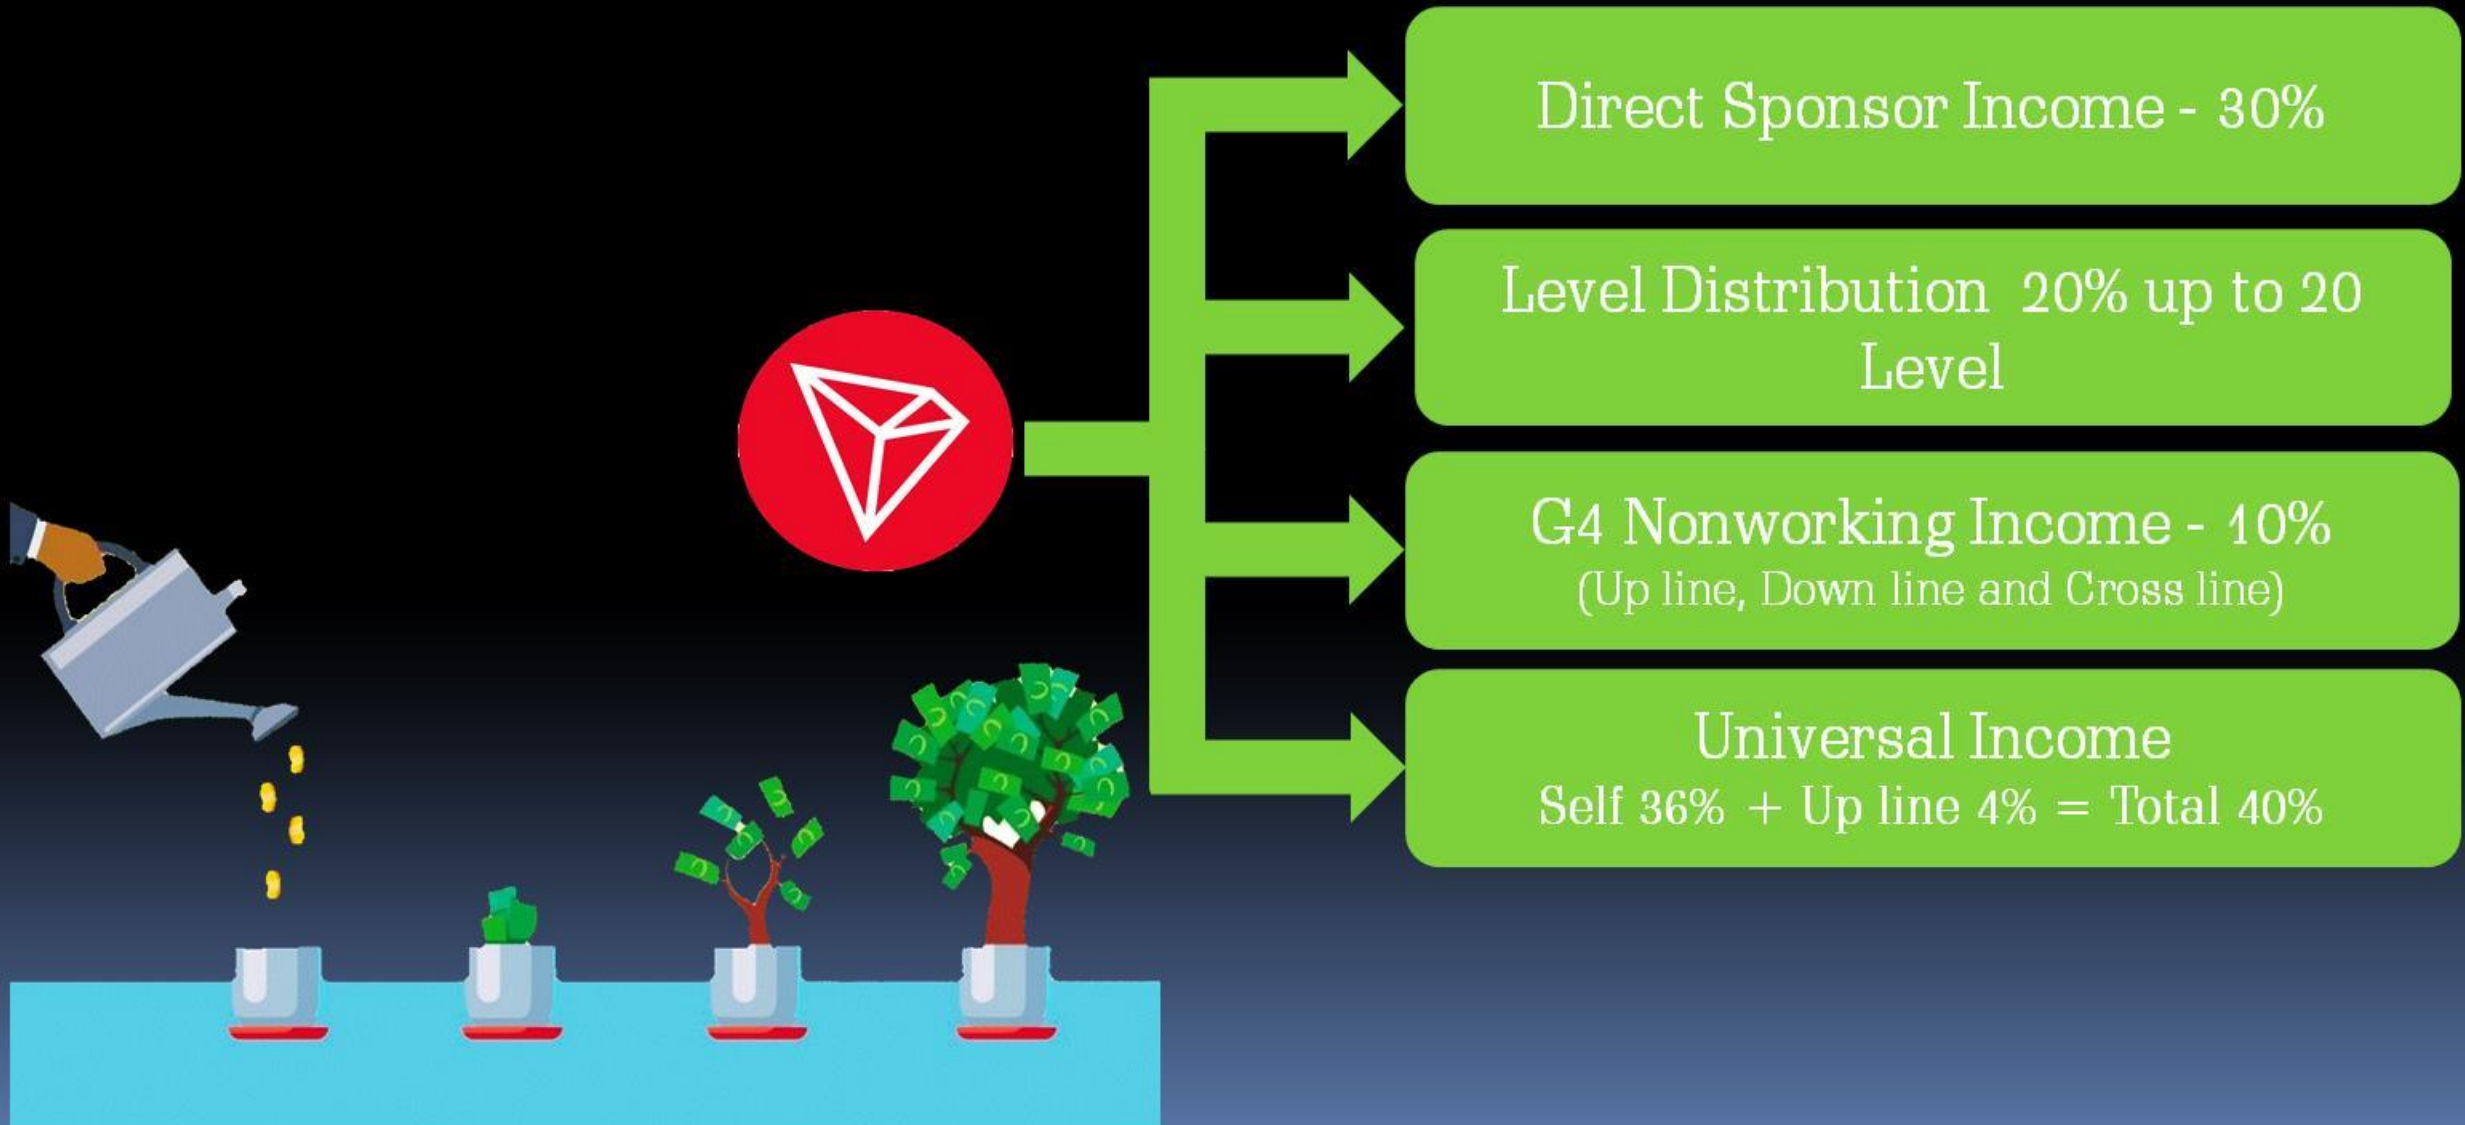 Direct Sponsor Income - 30%
Level Distribution 20% up to 20
Level
G4 Nonworking Income - 10%
(Up line, Down line and Cross line)
Universal Income
Self 36% + Up line 4% = Total 40%